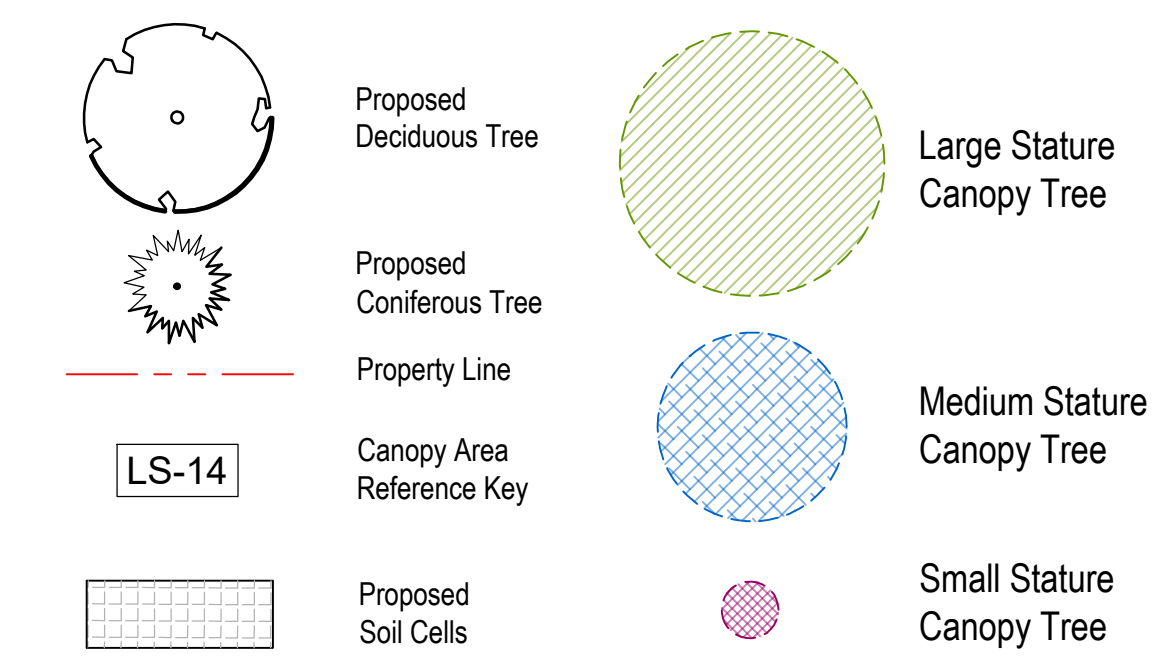 Proposed
Deciduous Tree
Proposed
Coniferous Tree
Property Line
LS-14
Canopy Area
Reference Key
Proposed
Soil Cells
Large Stature
Canopy Tree
Medium Stature
Canopy Tree
Small Stature
Canopy Tree